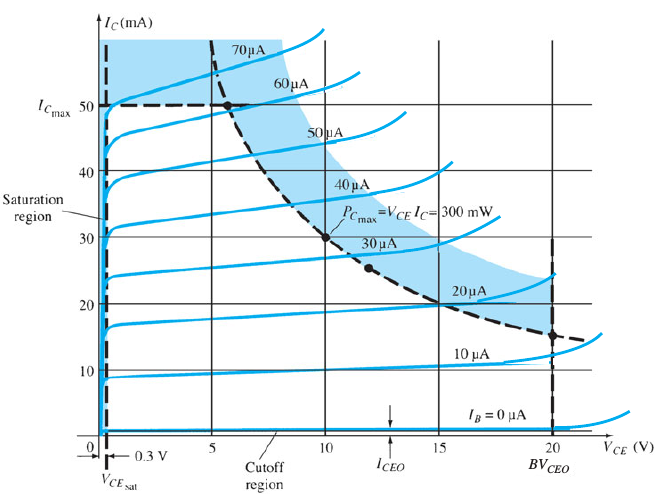 I_C (mA)
70 µA
60 µA
I_Cmax 50
50 µA
40
40 µA
Saturation
region
P_Cmax = V_CE I_C = 300 mW
30
30 µA
20 µA
20
10 µA
10
I_B = 0 µA
0 5 10 15 20 V_CE (V)
0.3 V
V_CEsat
Cutoff
region
I_CEO
BV_CEO